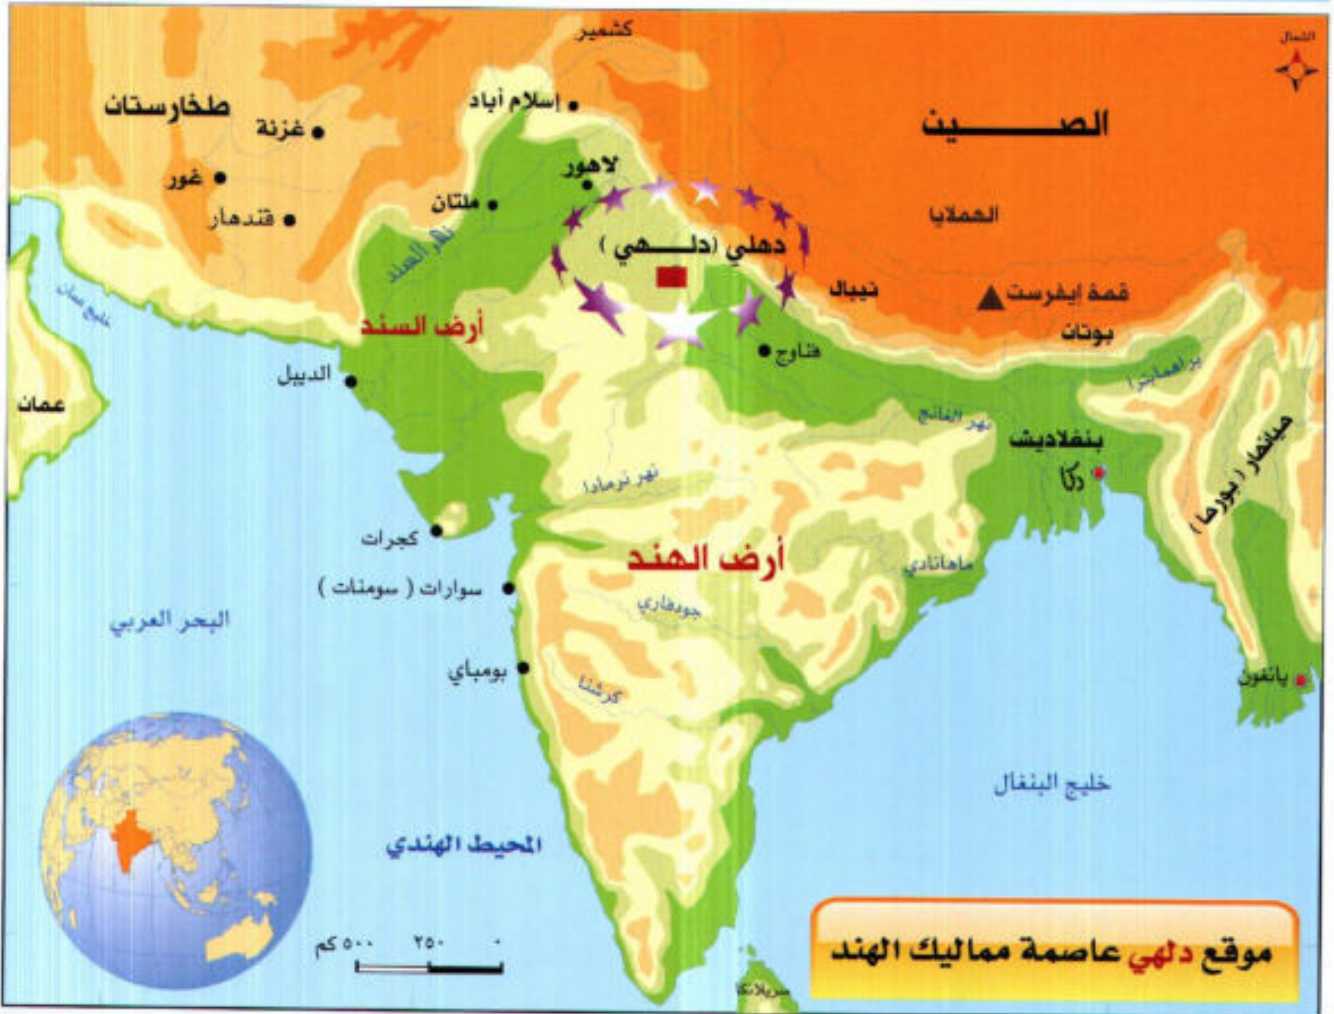 الشمال
كشمير
الصــــين
طخارستان
إسلام أباد
غزنة
لاهور
غور
ملتان
قندهار
الهملايا
نهر السند
دهلي (دلــهي )
نيبال
قمة ايفرست
بوتان
خليج عمان
أرض السند
قناوج
براهمابترا
الديبل
عمان
نهر الغانج
بنغلاديش
دكا
ميانمار ( بورما )
نهر نرمادا
كجرات
أرض الهند
ماهانادي
سوارات ( سومنات )
جودفاري
البحر العربي
بومباي
كرشنا
يانغون
خليج البنغال
المحيط الهندي
٠ ٢٥٠ ٥٠٠ كم
موقع دلهي عاصمة مماليك الهند
سريلانكا